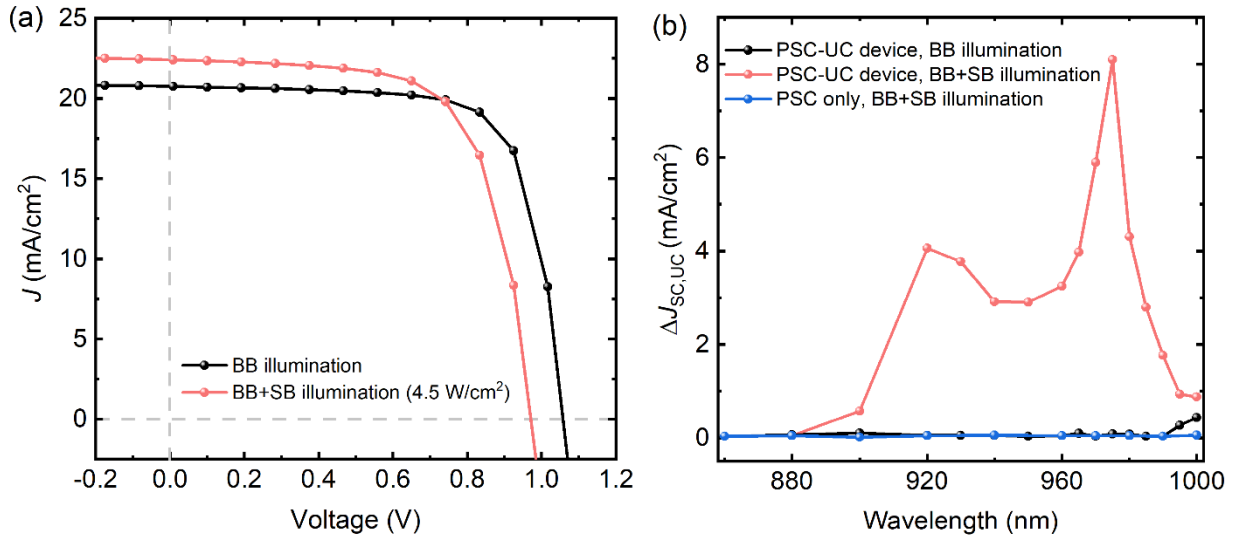 (a)
25
20
15
10
5
0
J (mA/cm²)
BB illumination
BB+SB illumination (4.5 W/cm²)
-0.2 0.0 0.2 0.4 0.6 0.8 1.0 1.2
Voltage (V)
(b)
8
6
4
2
0
ΔJSC,UC (mA/cm²)
PSC-UC device, BB illumination
PSC-UC device, BB+SB illumination
PSC only, BB+SB illumination
880 920 960 1000
Wavelength (nm)